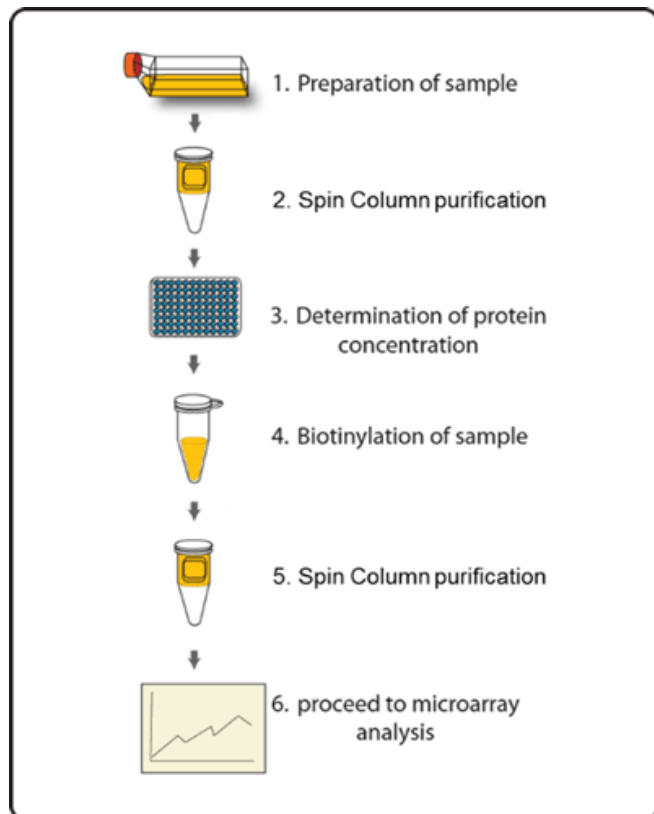 1. Preparation of sample
2. Spin Column purification
3. Determination of protein
concentration
4. Biotinylation of sample
5. Spin Column purification
6. proceed to microarray
analysis